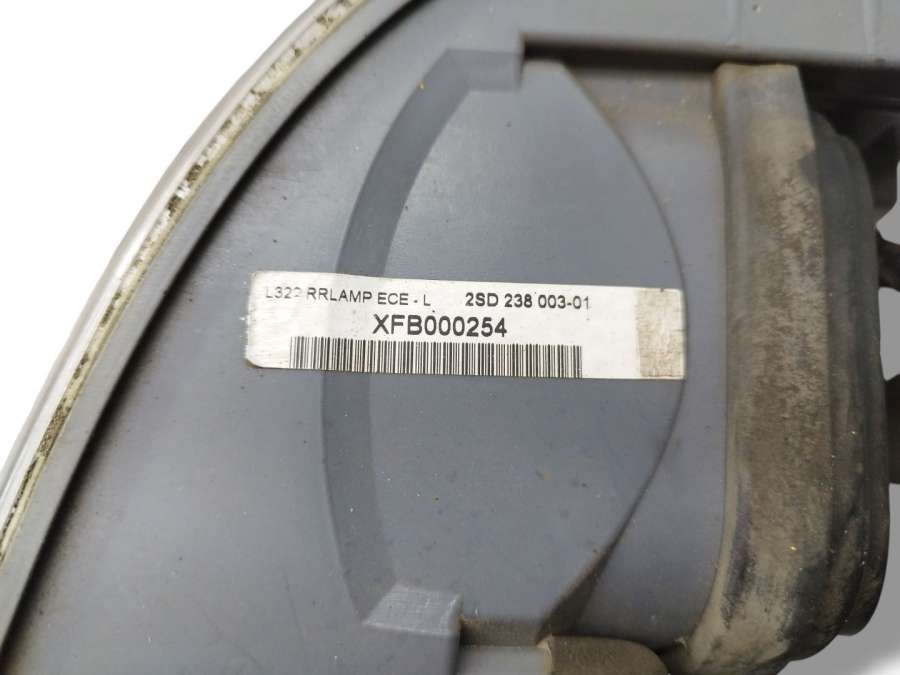 L322 RRLAMP ECE - L 2SD 238 003-01
XFB000254